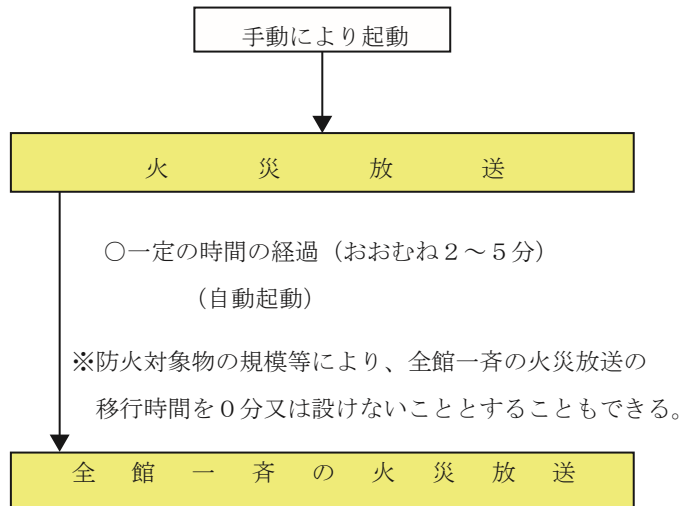 手動により起動
火災放送
○一定の時間の経過（おおむね２～５分）
（自動起動）
※防火対象物の規模等により、全館一斉の火災放送の
移行時間を０分又は設けないこととすることもできる。
全館一斉の火災放送